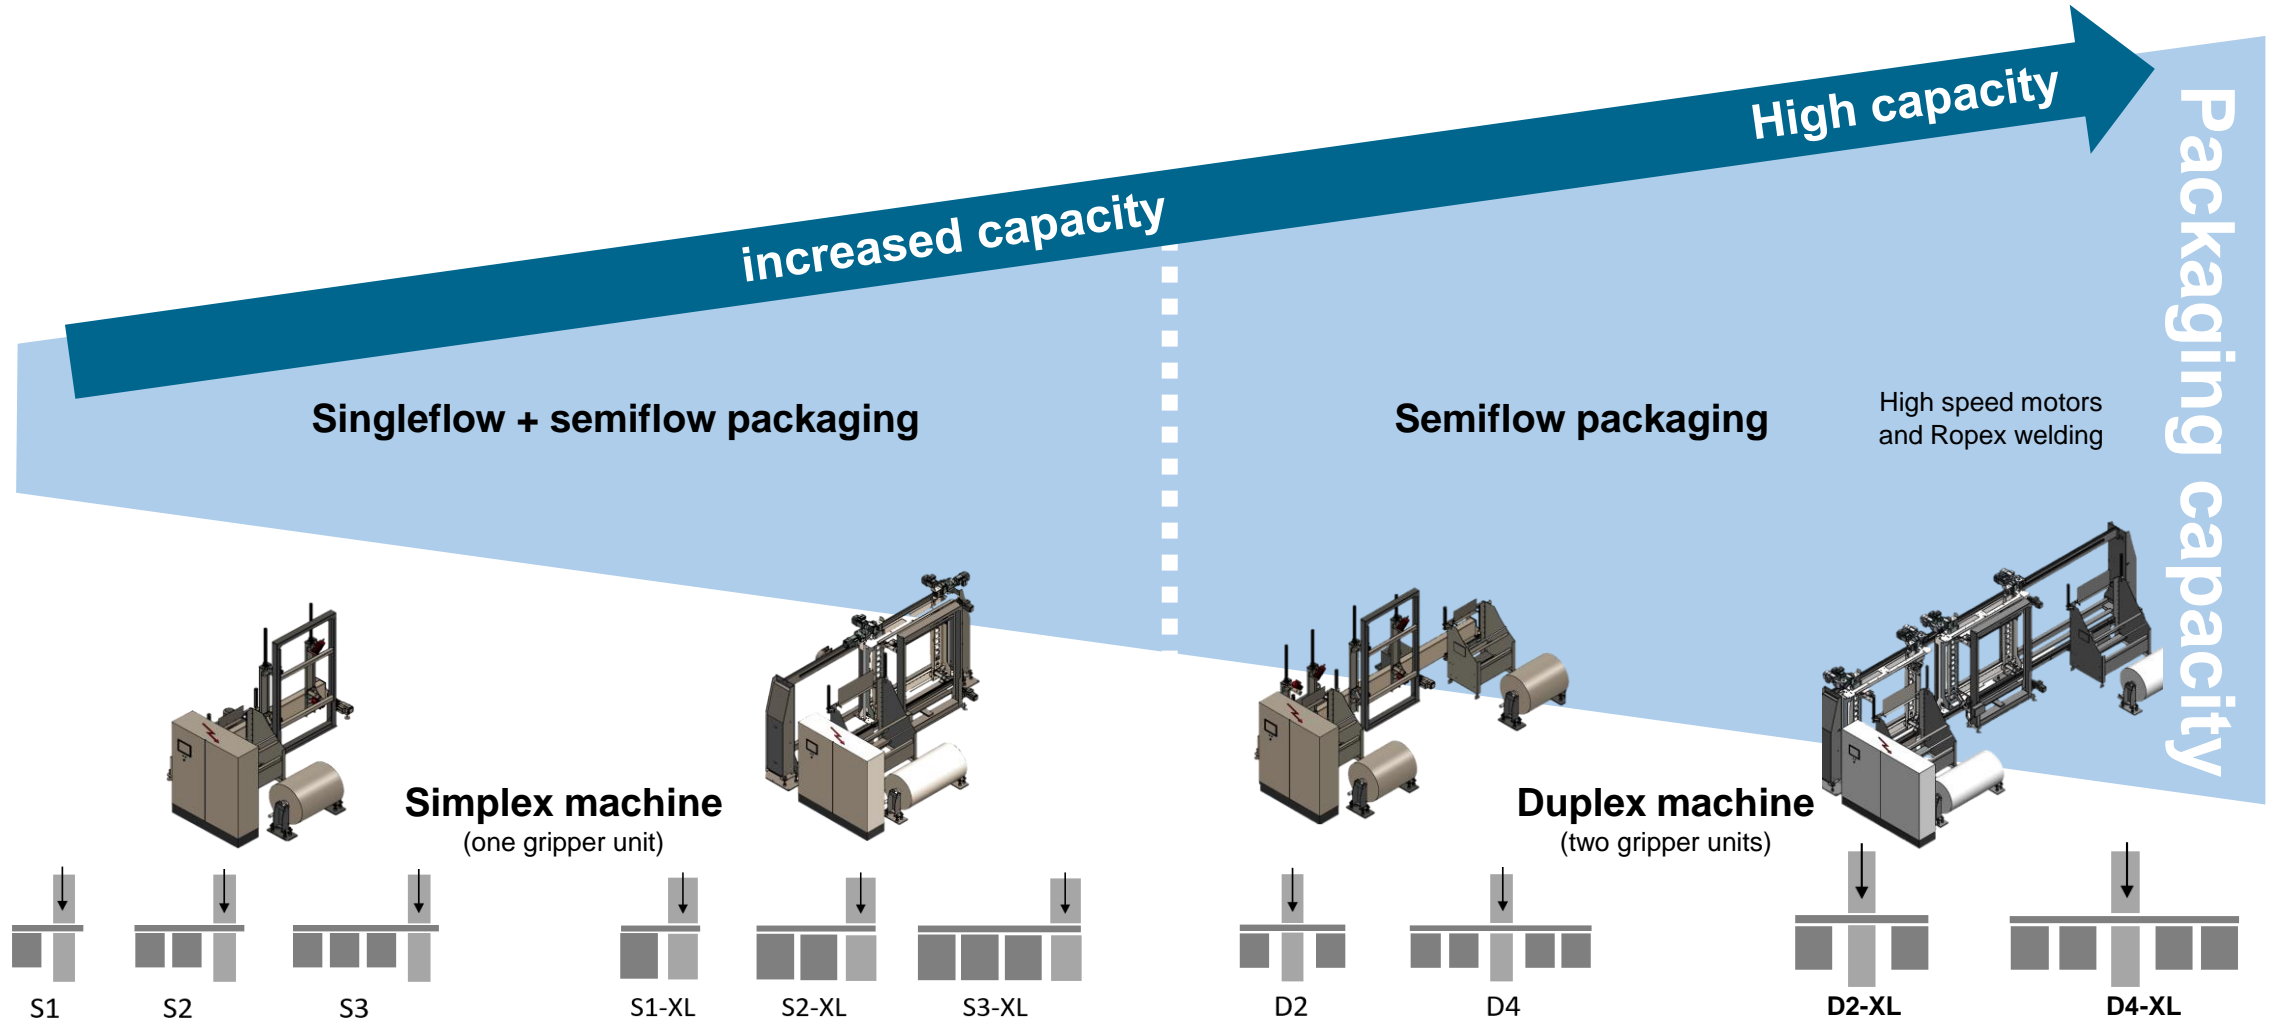 High capacity
increased capacity
Packaging capacity
Singleflow + semiflow packaging
Semiflow packaging
High speed motors
and Ropex welding
Simplex machine
(one gripper unit)
Duplex machine
(two gripper units)
S1
S2
S3
S1-XL
S2-XL
S3-XL
D2
D4
D2-XL
D4-XL